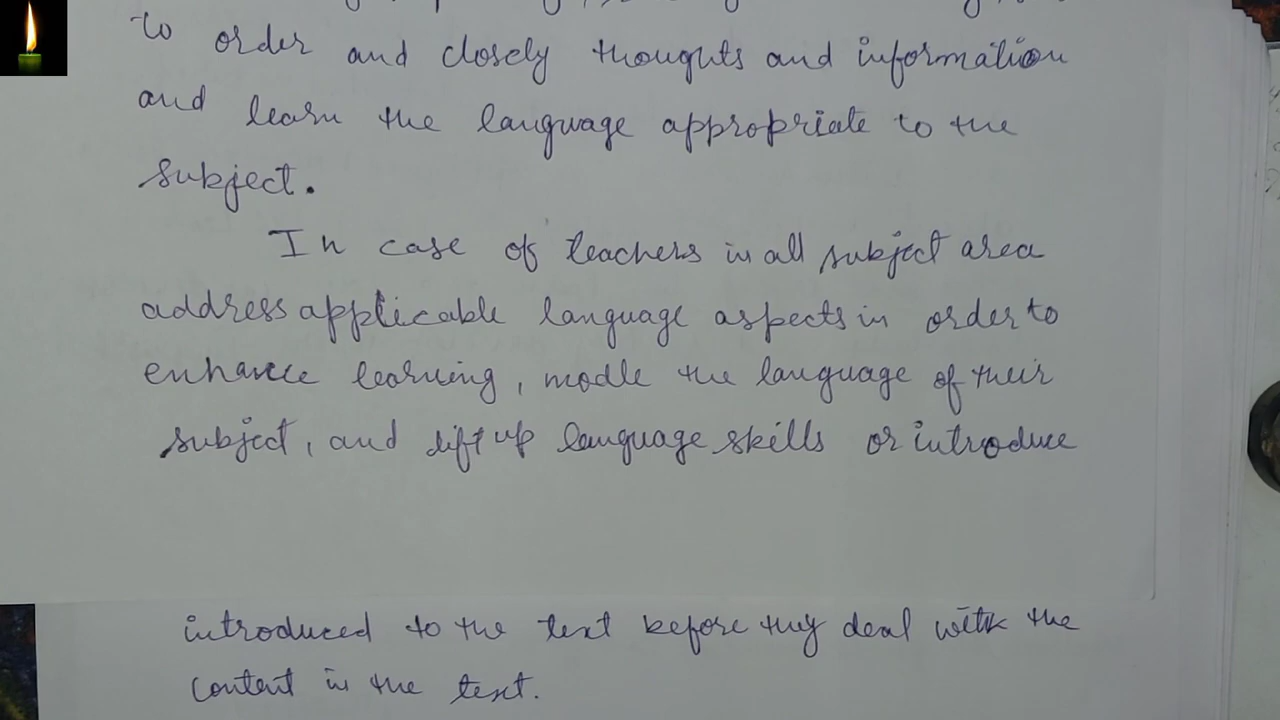 to order and closely thoughts and information
and learn the language appropriate to the
subject.
In case of teachers in all subject area
address applicable language aspects in order to
enhance learning, modle the language of their
subject, and lift up language skills or introduce
introduced to the text before they deal with the
content in the text.